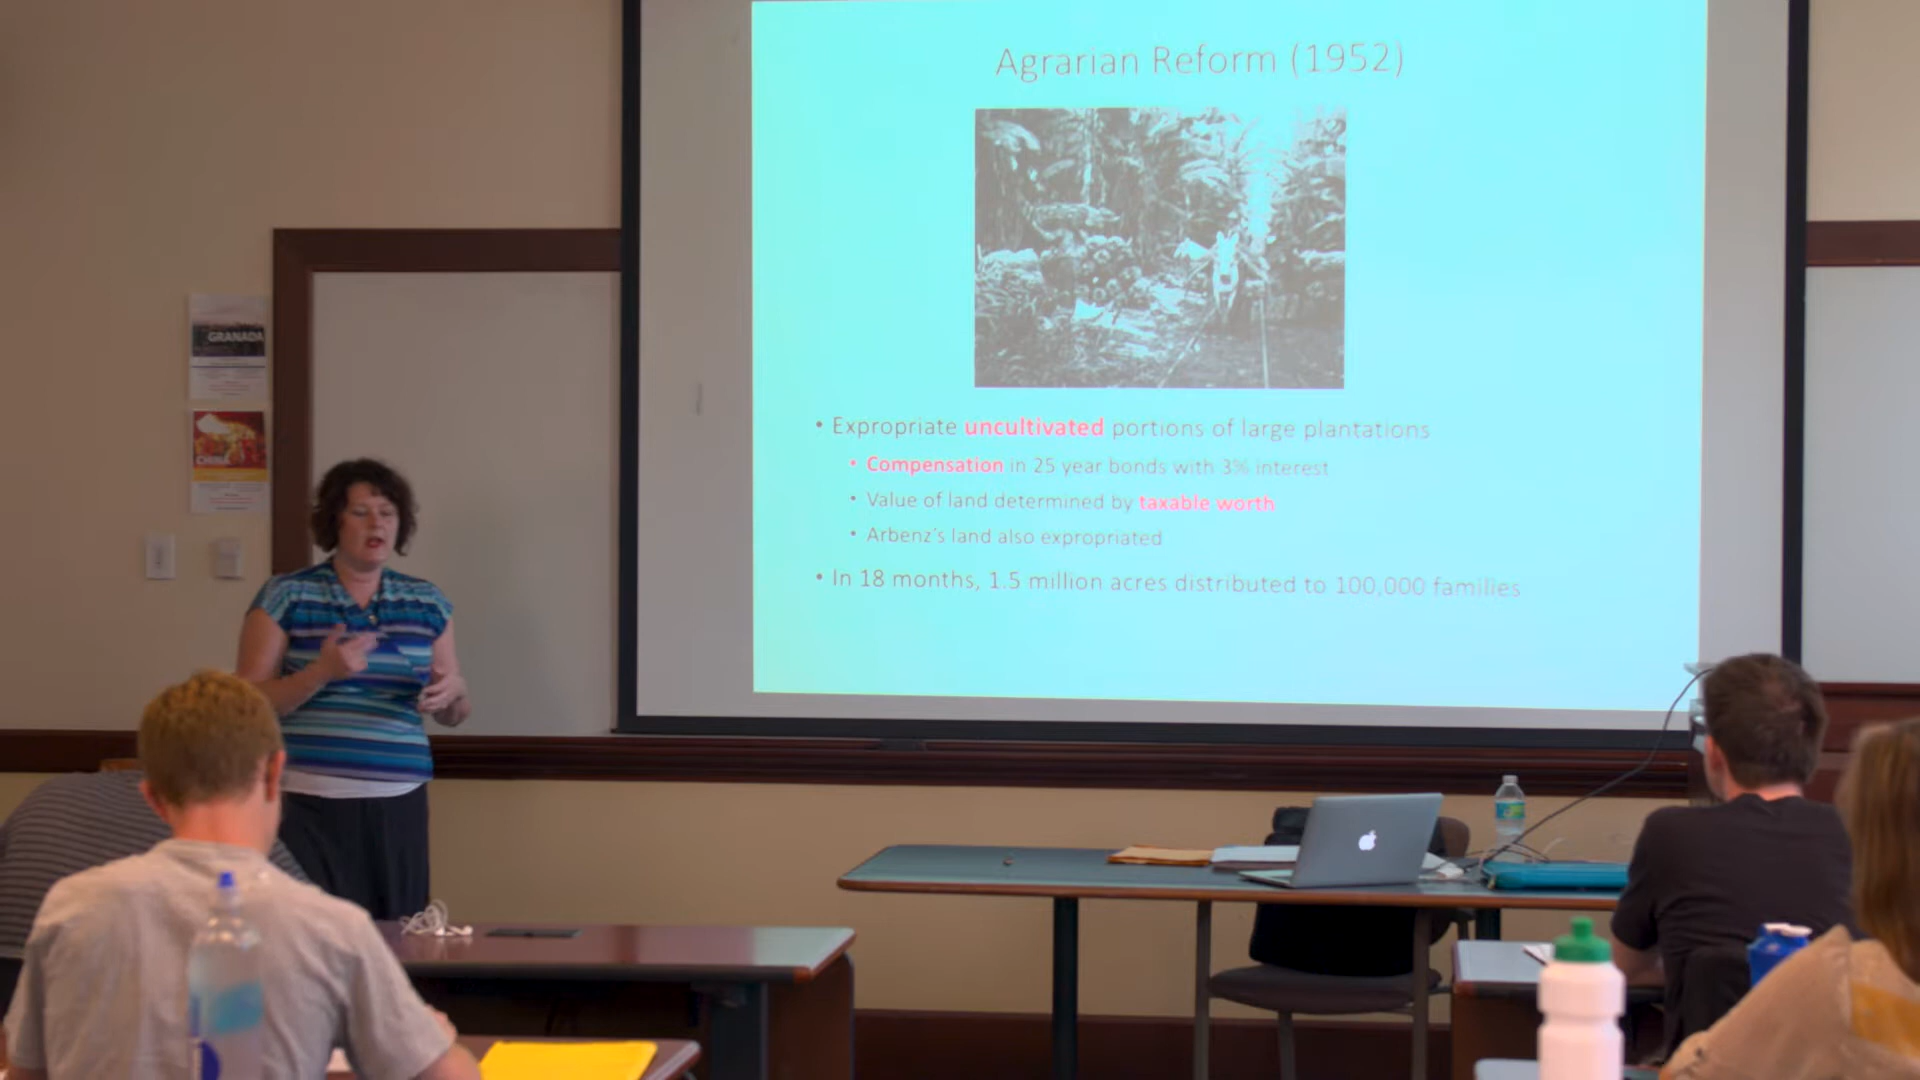 Agrarian Reform (1952)
• Expropriate uncultivated portions of large plantations
• Compensation in 25 year bonds with 3% interest
• Value of land determined by taxable worth
• Arbenz's land also expropriated
• In 18 months, 1.5 million acres distributed to 100,000 families
GRANADA
CHINA